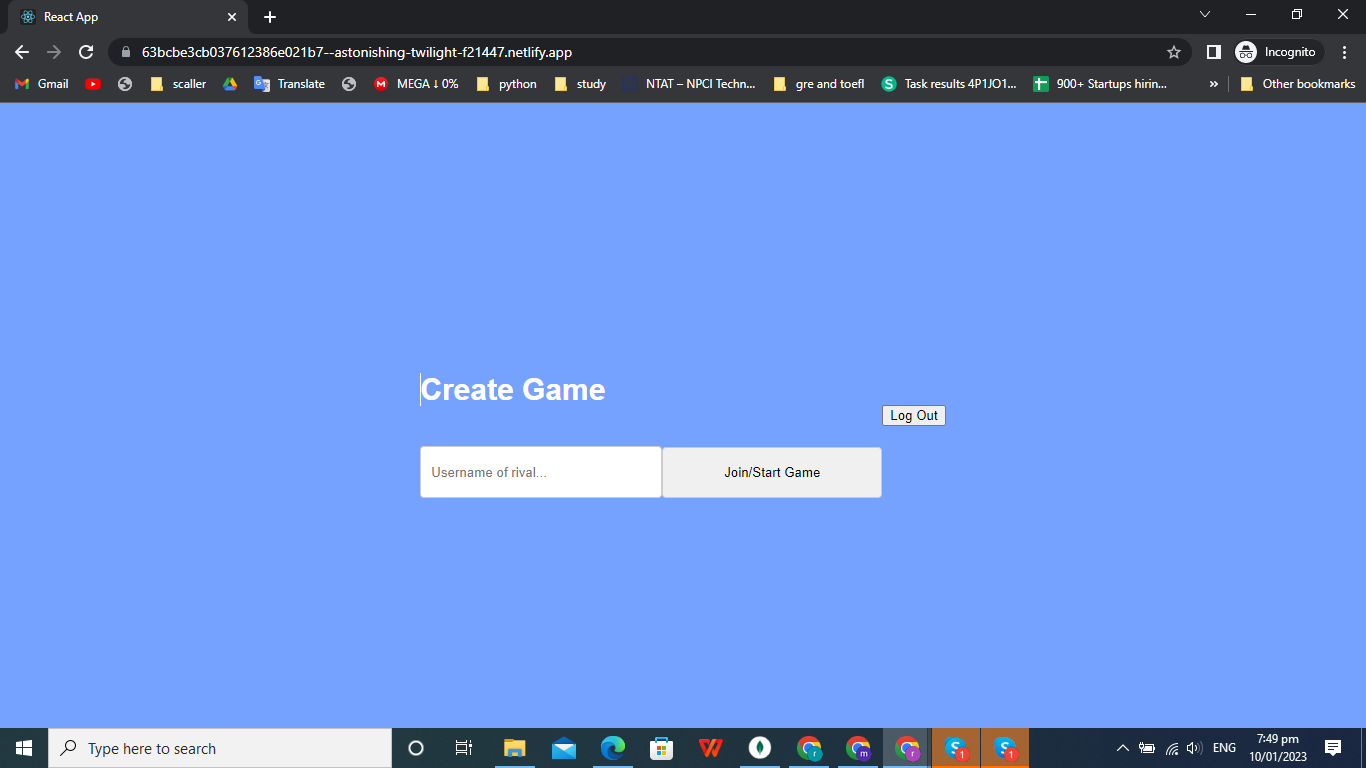 React App
63bcbe3cb037612386e021b7--astonishing-twilight-f21447.netlify.app
Incognito
Gmail
scaller
Translate
MEGA ⬇ 0%
python
study
NTAT – NPCI Techn...
gre and toefl
Task results 4P1JO1...
900+ Startups hirin...
»
Other bookmarks
Create Game
Log Out
Username of rival...
Join/Start Game
Type here to search
r
m
r
S 1
S 1
ENG
7:49 pm
10/01/2023